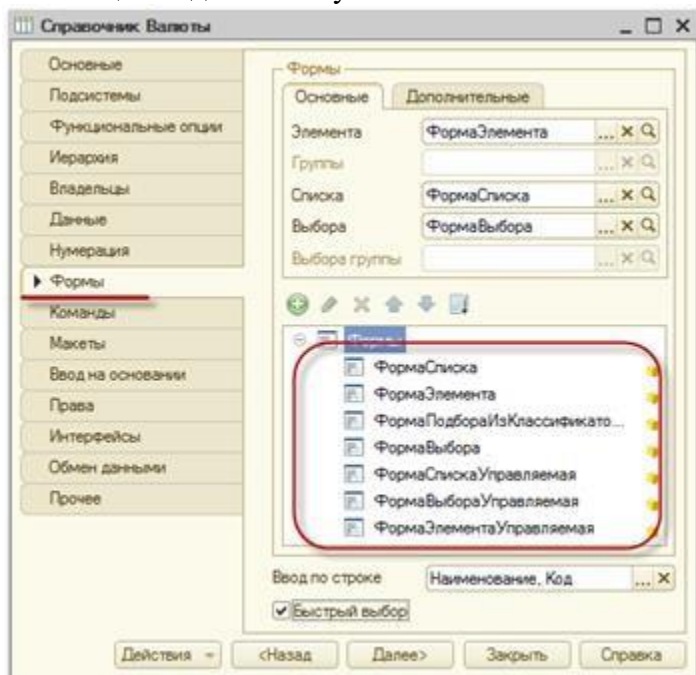 Справочник Валюты
Основные
Подсистемы
Функциональные опции
Иерархия
Владельцы
Данные
Нумерация
Формы
Команды
Макеты
Ввод на основании
Права
Интерфейсы
Обмен данными
Прочее
Формы
Основные Дополнительные
Элемента ФормаЭлемента ...
Группы ...
Списка ФормаСписка ...
Выбора ФормаВыбора ...
Выбора группы ...
Формы
ФормаСписка
ФормаЭлемента
ФормаПодбораИзКлассификато...
ФормаВыбора
ФормаСпискаУправляемая
ФормаВыбораУправляемая
ФормаЭлементаУправляемая
Ввод по строке Наименование, Код ...
Быстрый выбор
Действия <Назад Далее> Закрыть Справка